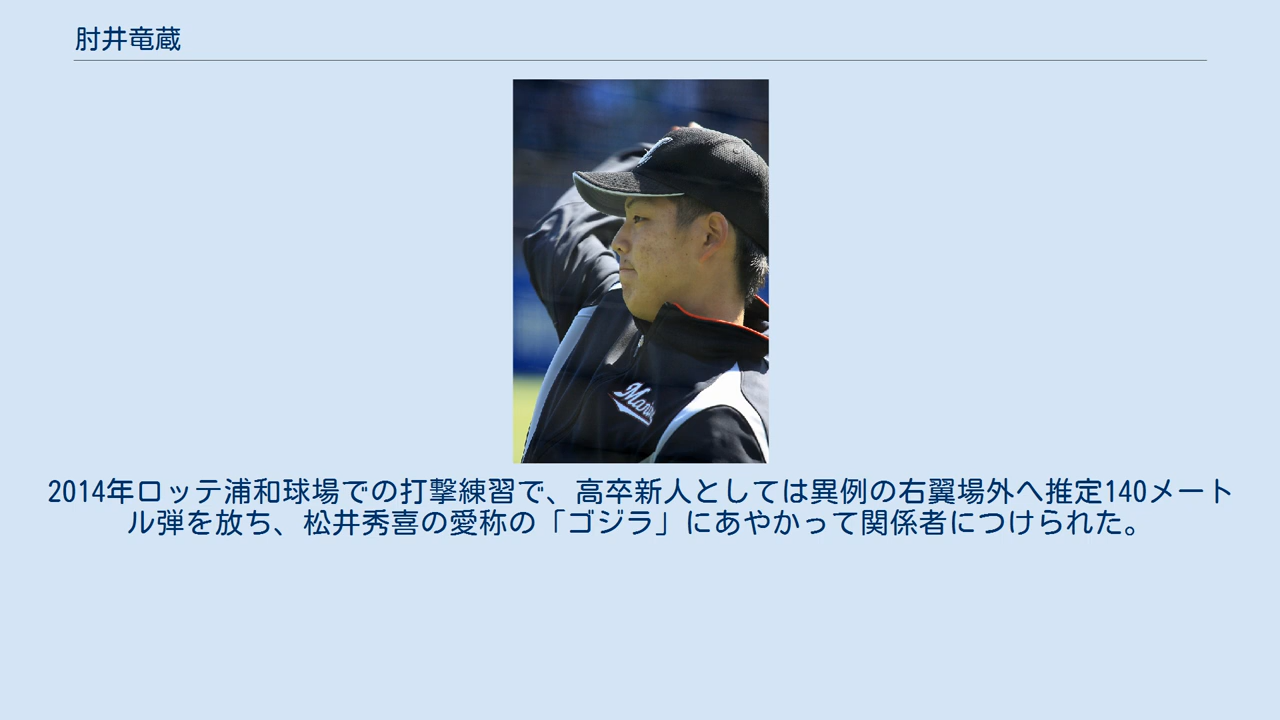 肘井竜蔵
Marin
2014年ロッテ浦和球場での打撃練習で、高卒新人としては異例の右翼場外へ推定140メート
ル弾を放ち、松井秀喜の愛称の「ゴジラ」にあやかって関係者につけられた。